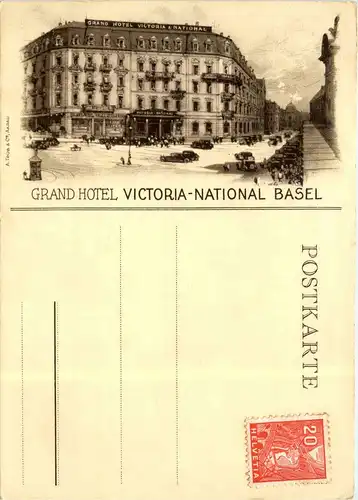 GRAND HOTEL VICTORIA & NATIONAL
GRAND HOTEL VICTORIA-NATIONAL BASEL
POSTKARTE
20
HELVETIA